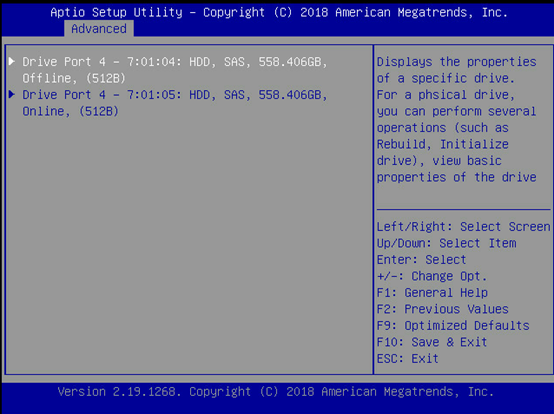 Aptio Setup Utility – Copyright (C) 2018 American Megatrends, Inc.
Advanced
Drive Port 4 – 7:01:04: HDD, SAS, 558.406GB,
Offline, (512B)
Drive Port 4 – 7:01:05: HDD, SAS, 558.406GB,
Online, (512B)
Displays the properties
of a specific drive.
For a phsical drive,
you can perform several
operations (such as
Rebuild, Initialize
drive), view basic
properties of the drive
Left/Right: Select Screen
Up/Down: Select Item
Enter: Select
+/-: Change Opt.
F1: General Help
F2: Previous Values
F9: Optimized Defaults
F10: Save & Exit
ESC: Exit
Version 2.19.1268. Copyright (C) 2018 American Megatrends, Inc.